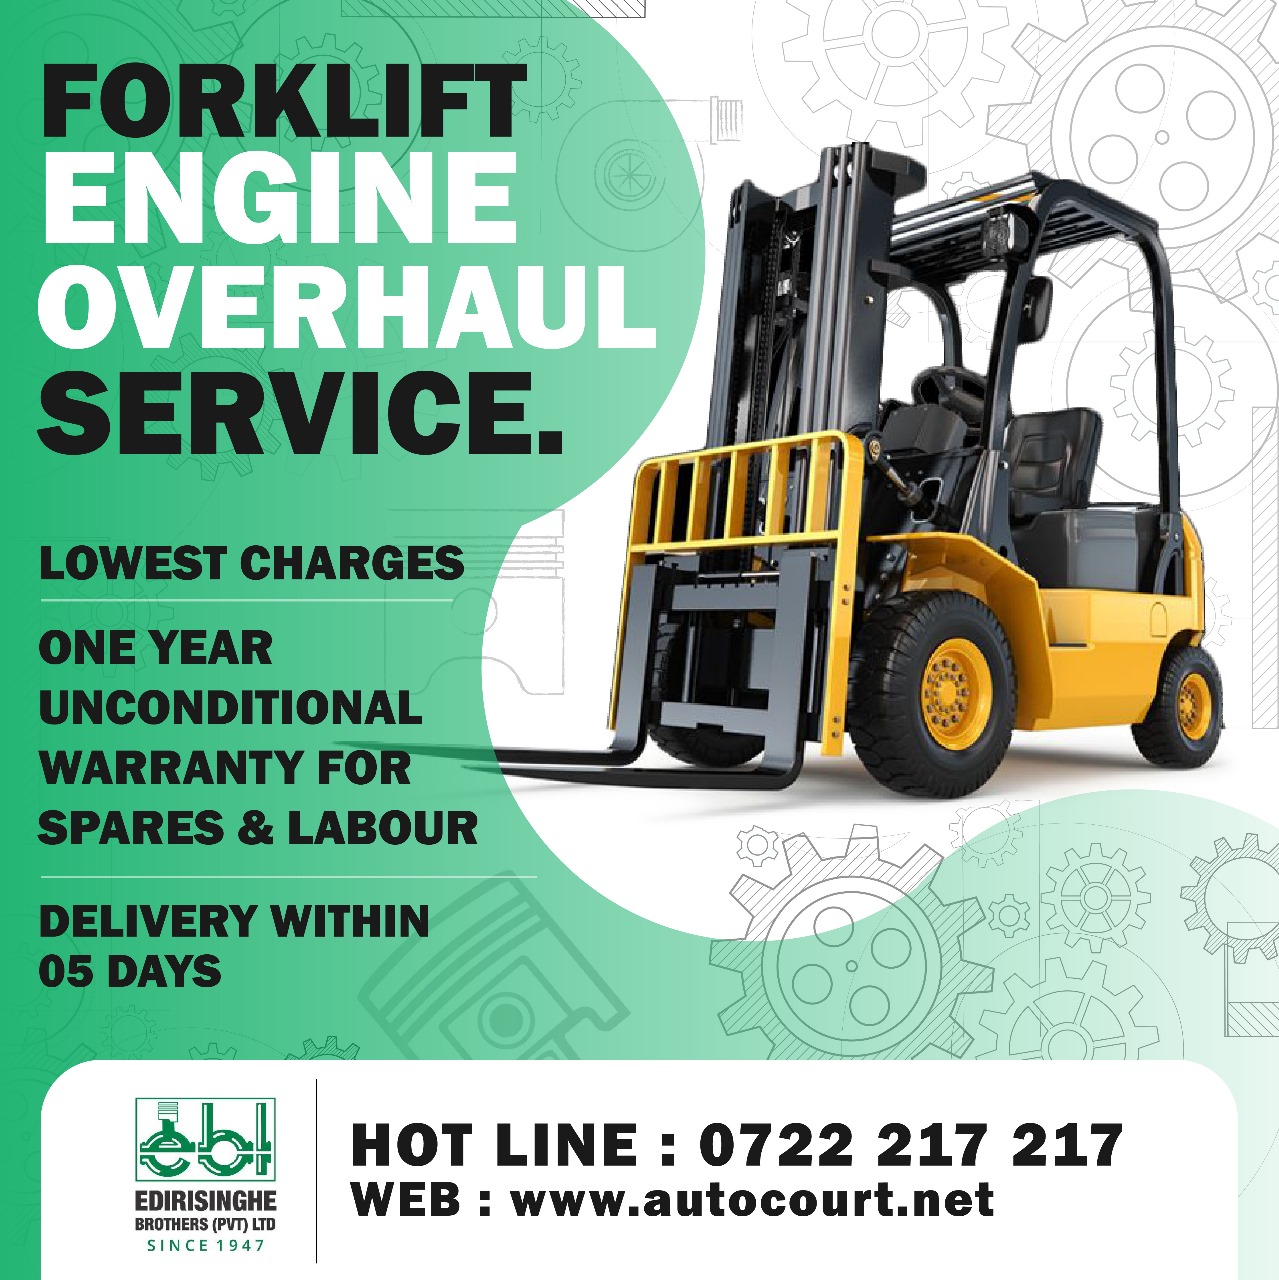 FORKLIFT
ENGINE
OVERHAUL
SERVICE.
LOWEST CHARGES
ONE YEAR
UNCONDITIONAL
WARRANTY FOR
SPARES & LABOUR
DELIVERY WITHIN
05 DAYS
ebl
EDIRISINGHE
BROTHERS (PVT) LTD
SINCE 1947
HOT LINE : 0722 217 217
WEB : www.autocourt.net